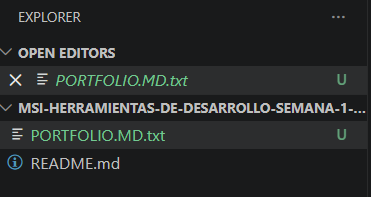 EXPLORER ...
OPEN EDITORS
PORTFOLIO.MD.txt U
MSI-HERRAMIENTAS-DE-DESARROLLO-SEMANA-1-...
PORTFOLIO.MD.txt U
README.md